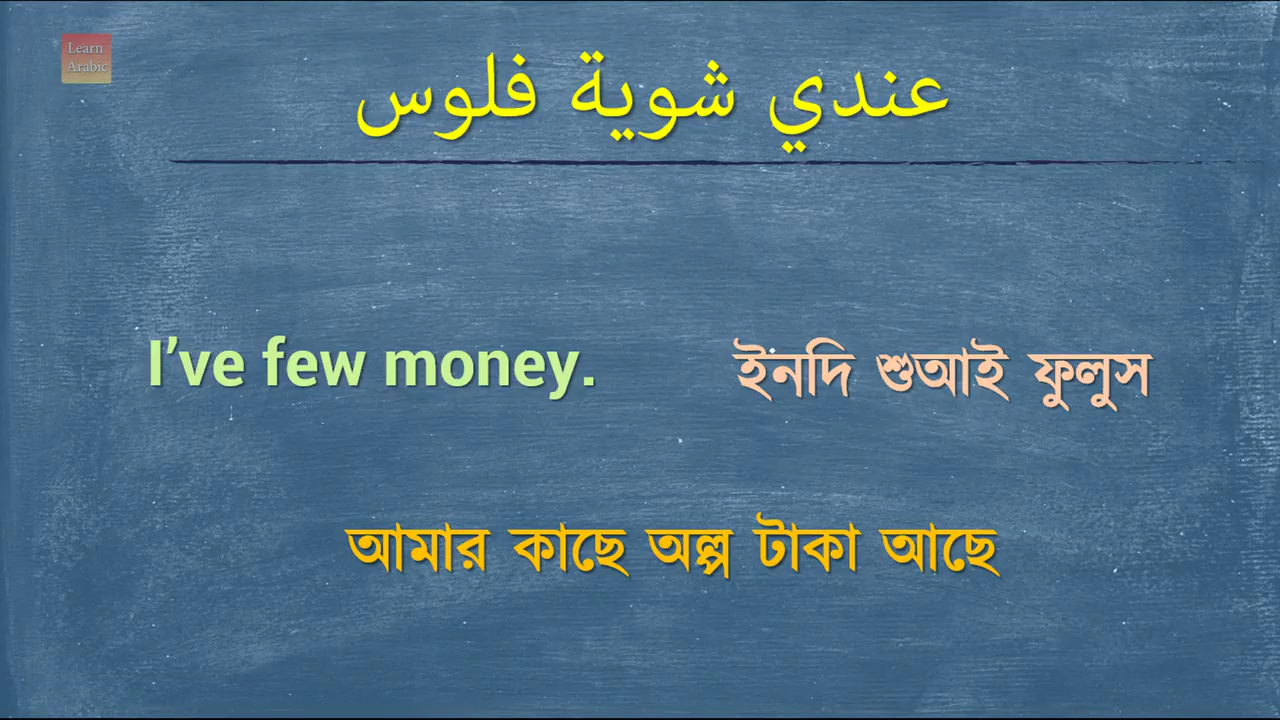 Learn
Arabic
عندي شوية فلوس
I've few money.
ইনদি শুআই ফুলুস
আমার কাছে অল্প টাকা আছে